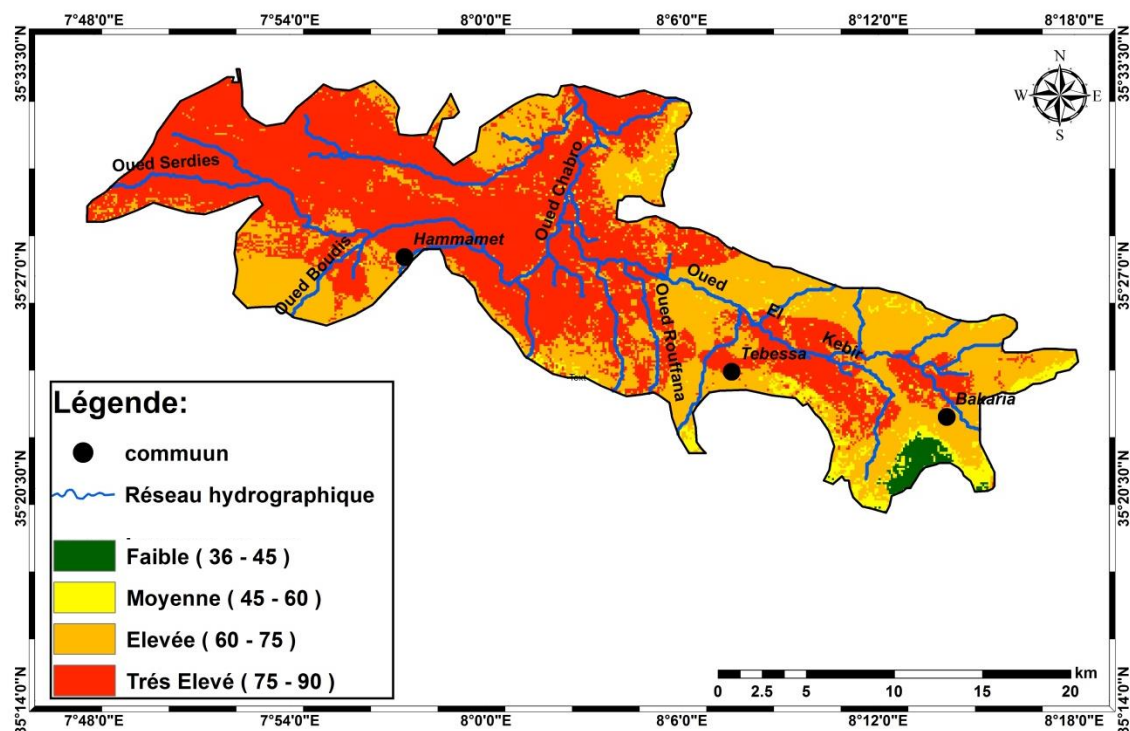 7°48'0"E 7°54'0"E 8°0'0"E 8°6'0"E 8°12'0"E 8°18'0"E
35°33'30"N
35°27'0"N
35°20'30"N
35°14'0"N
35°33'30"N
35°27'0"N
35°20'30"N
35°14'0"N
N
W E
S
Oued Serdies
Oued Chabro
Hammamet
Oued Boudis
Oued
El
Kebir
Oued Rouffana
Tebessa
Bakaria
Text
Légende:
commuun
Réseau hydrographique
Faible ( 36 - 45 )
Moyenne ( 45 - 60 )
Elevée ( 60 - 75 )
Trés Elevé ( 75 - 90 )
km
0 2.5 5 10 15 20
7°48'0"E 7°54'0"E 8°0'0"E 8°6'0"E 8°12'0"E 8°18'0"E